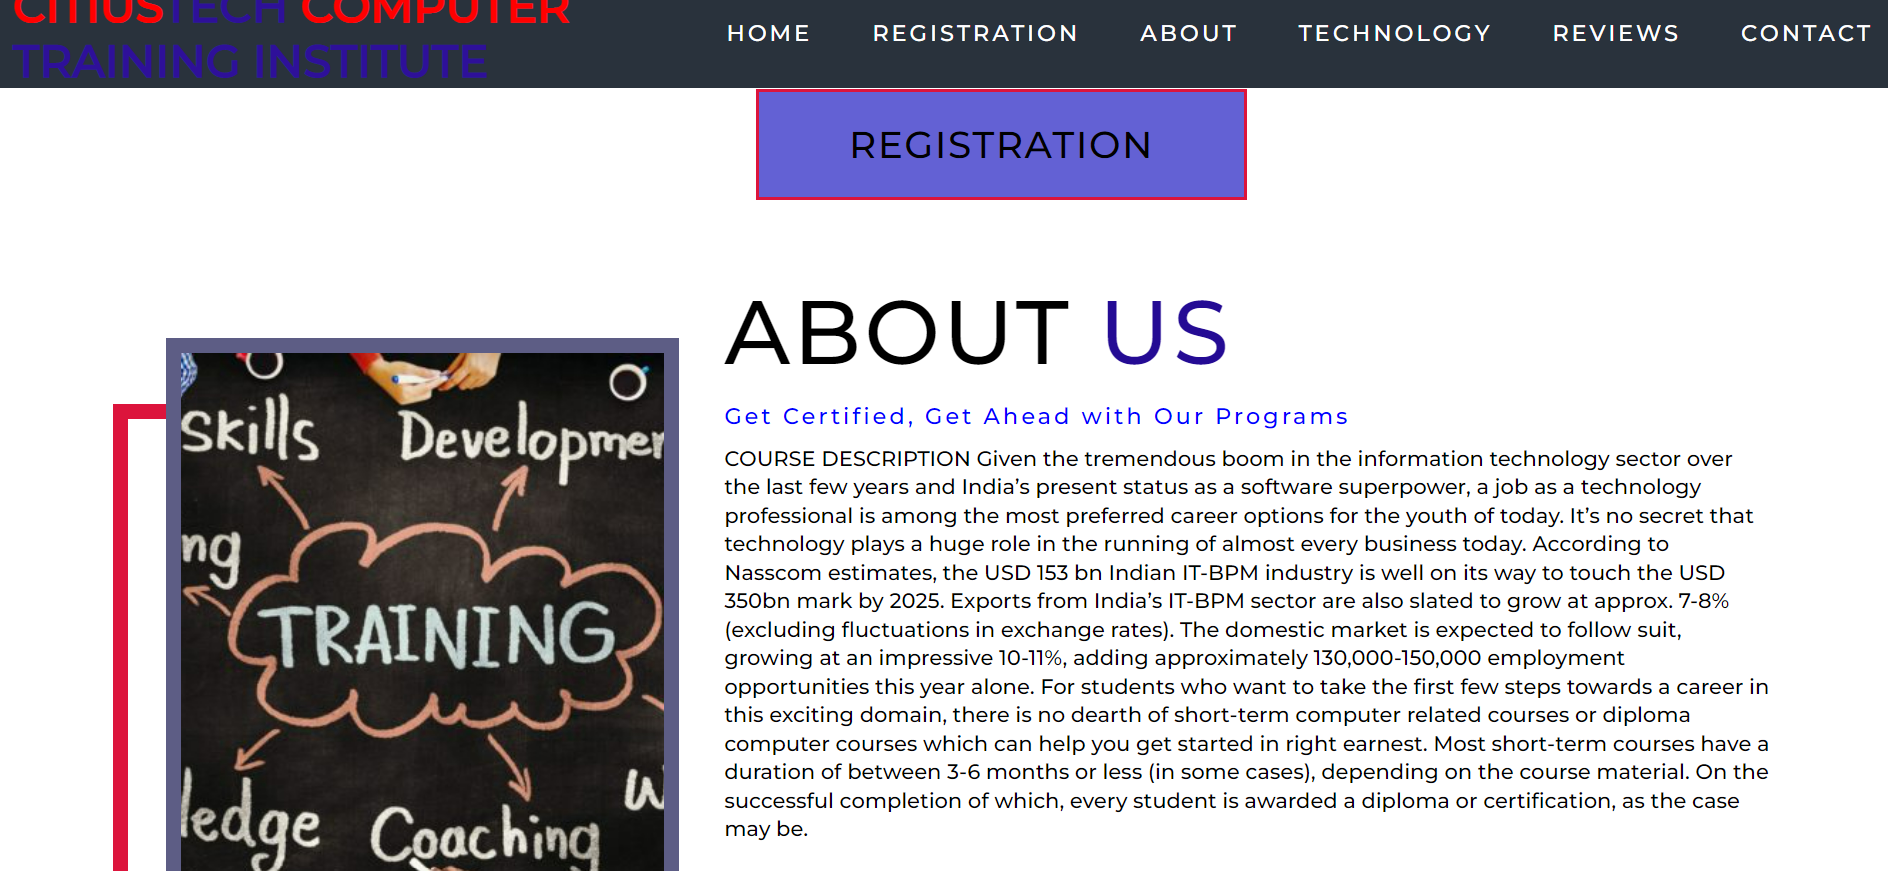 CITIUSTECH COMPUTER
TRAINING INSTITUTE
HOME REGISTRATION ABOUT TECHNOLOGY REVIEWS CONTACT
REGISTRATION
ABOUT US
Get Certified, Get Ahead with Our Programs
COURSE DESCRIPTION Given the tremendous boom in the information technology sector over
the last few years and India’s present status as a software superpower, a job as a technology
professional is among the most preferred career options for the youth of today. It’s no secret that
technology plays a huge role in the running of almost every business today. According to
Nasscom estimates, the USD 153 bn Indian IT-BPM industry is well on its way to touch the USD
350bn mark by 2025. Exports from India’s IT-BPM sector are also slated to grow at approx. 7-8%
(excluding fluctuations in exchange rates). The domestic market is expected to follow suit,
growing at an impressive 10-11%, adding approximately 130,000-150,000 employment
opportunities this year alone. For students who want to take the first few steps towards a career in
this exciting domain, there is no dearth of short-term computer related courses or diploma
computer courses which can help you get started in right earnest. Most short-term courses have a
duration of between 3-6 months or less (in some cases), depending on the course material. On the
successful completion of which, every student is awarded a diploma or certification, as the case
may be.
Skills Developmen
ng
TRAINING
ledge Coaching